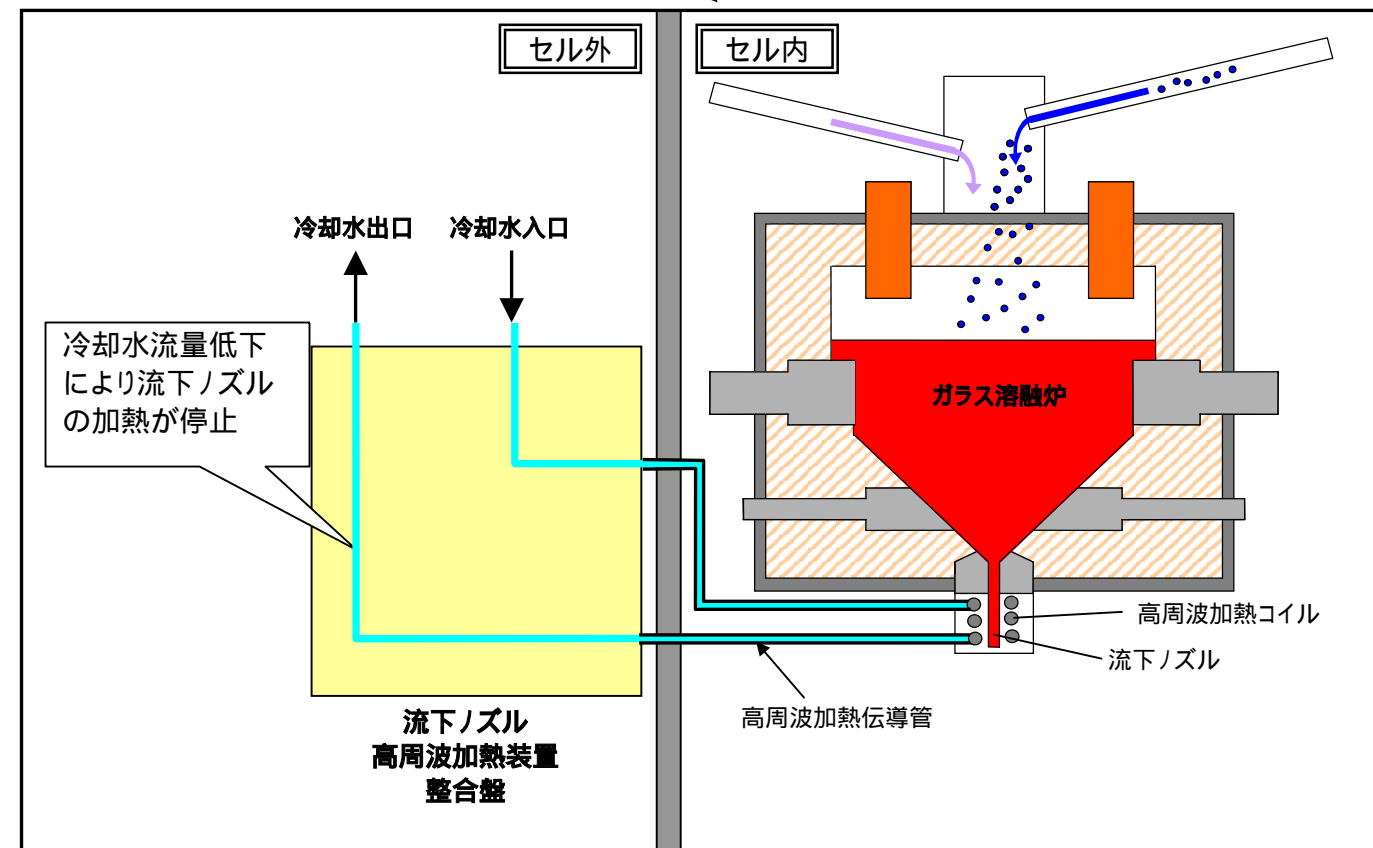 セル外
セル内
冷却水出口
冷却水入口
冷却水流量低下
により流下ノズル
の加熱が停止
ガラス溶融炉
高周波加熱コイル
流下ノズル
高周波加熱伝導管
流下ノズル
高周波加熱装置
整合盤